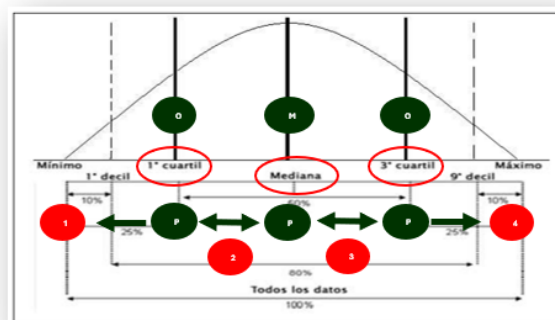 O M O
Mínimo 1° cuartil 3° cuartil Máximo
1° decil Mediana 9° decil
10% 10%
1 P P P 4
25% 25%
2 3
80%
Todos los datos
100%